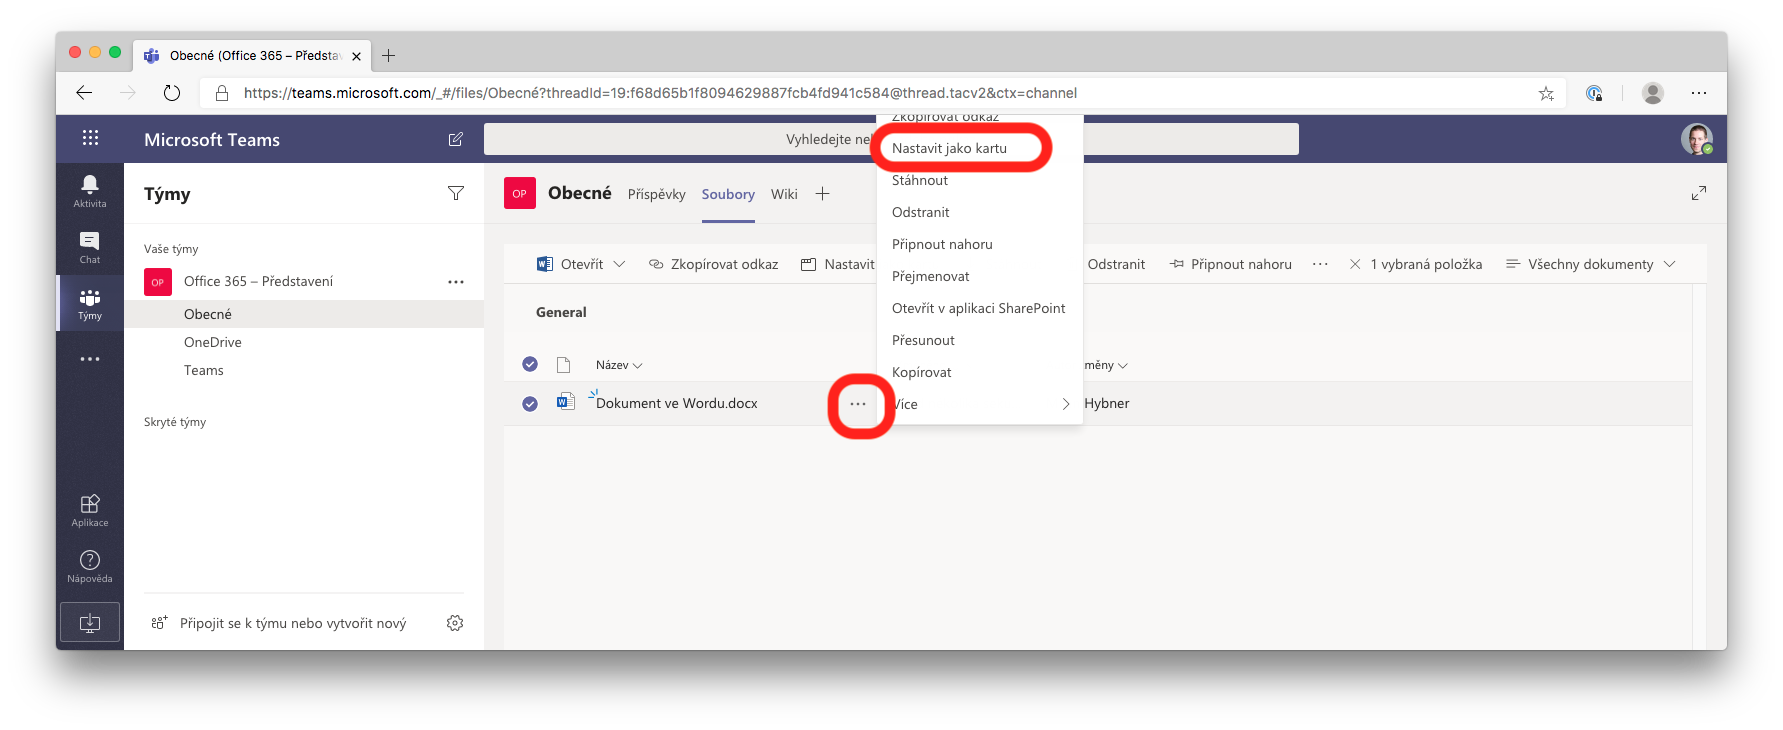 Obecné (Office 365 – Představ
https://teams.microsoft.com/_#/files/Obecné?threadId=19:f68d65b1f8094629887fcb4fd941c584@thread.tacv2&ctx=channel
Microsoft Teams
Vyhledejte
Zkopírovat odkaz
Nastavit jako kartu
Stáhnout
Odstranit
Připnout nahoru
Přejmenovat
Otevřít v aplikaci SharePoint
Přesunout
Kopírovat
Více
Aktivita
Chat
Týmy
Aplikace
Nápověda
Týmy
Vaše týmy
OP Office 365 – Představení
Obecné
OneDrive
Teams
Skryté týmy
Připojit se k týmu nebo vytvořit nový
OP Obecné Příspěvky Soubory Wiki
Otevřít Zkopírovat odkaz Nastavit Odstranit Připnout nahoru 1 vybraná položka Všechny dokumenty
General
Název měny
Dokument ve Wordu.docx Hybner